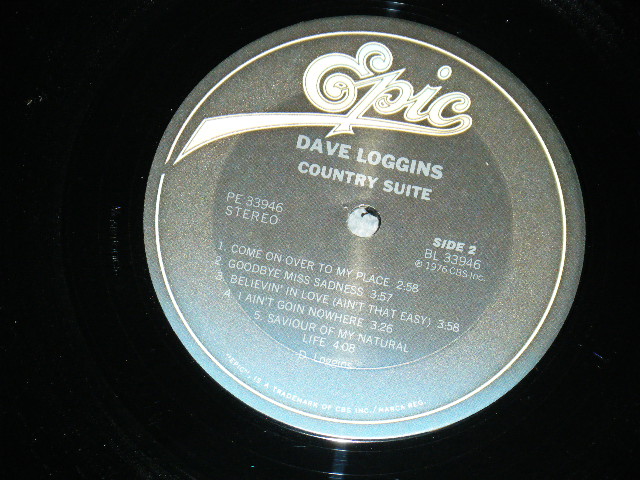 Epic
DAVE LOGGINS
COUNTRY SUITE
PE 33946
STEREO
SIDE 2
BL 33946
℗ 1976 CBS Inc.
1. COME ON OVER TO MY PLACE 2:58
2. GOODBYE MISS SADNESS 3:57
3. BELIEVIN' IN LOVE (AIN'T THAT EASY) 3:58
4. I AIN'T GOIN NOWHERE 3:26
5. SAVIOUR OF MY NATURAL
LIFE 4:08
D. Loggins
"EPIC" IS A TRADEMARK OF CBS INC./MARCA REG.